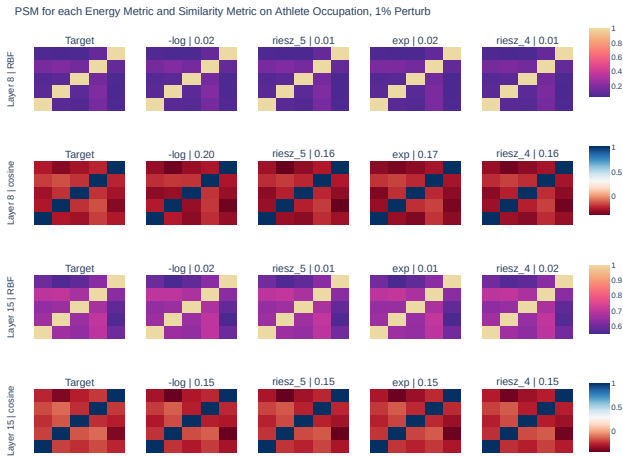 PSM for each Energy Metric and Similarity Metric on Athlete Occupation, 1% Perturb
Layer 8 | RBF
Target
-log | 0.02
riesz_5 | 0.01
exp | 0.02
riesz_4 | 0.01
1
0.8
0.6
0.4
0.2
Layer 8 | cosine
Target
-log | 0.20
riesz_5 | 0.16
exp | 0.17
riesz_4 | 0.16
1
0.5
0
Layer 15 | RBF
Target
-log | 0.02
riesz_5 | 0.01
exp | 0.01
riesz_4 | 0.02
1
0.9
0.8
0.7
0.6
Layer 15 | cosine
Target
-log | 0.15
riesz_5 | 0.15
exp | 0.15
riesz_4 | 0.15
1
0.5
0